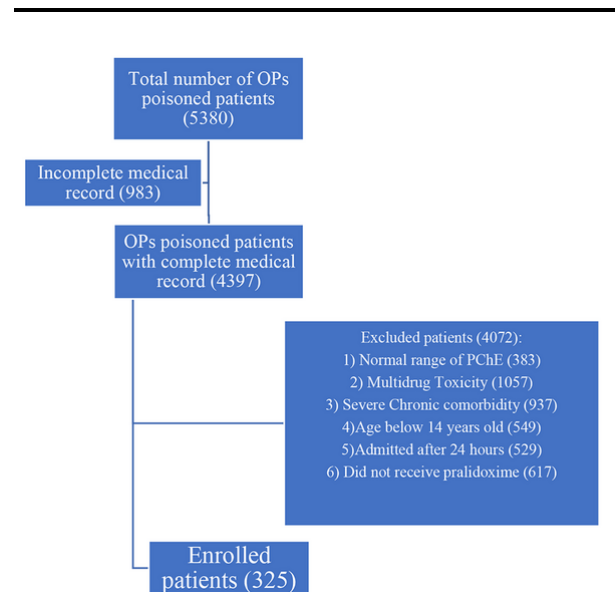 Total number of OPs
poisoned patients
(5380)
Incomplete medical
record (983)
OPs poisoned patients
with complete medical
record (4397)
Excluded patients (4072):
1) Normal range of PChE (383)
2) Multidrug Toxicity (1057)
3) Severe Chronic comorbidity (937)
4)Age below 14 years old (549)
5)Admitted after 24 hours (529)
6) Did not receive pralidoxime (617)
Enrolled
patients (325)